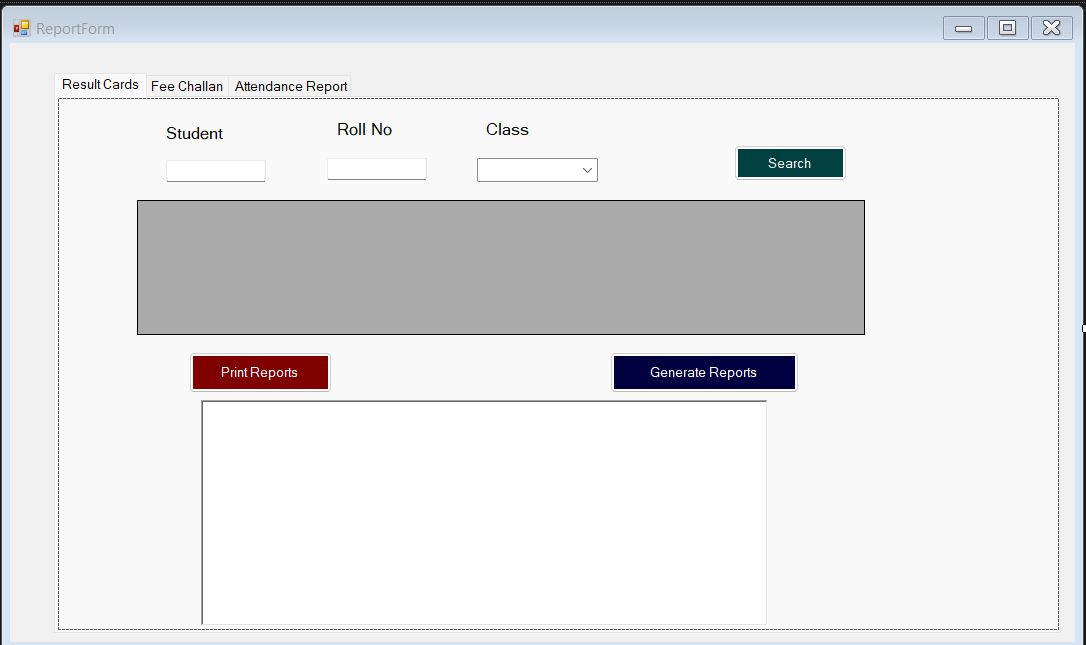 ReportForm
Result Cards Fee Challan Attendance Report
Student Roll No Class
Search
Print Reports Generate Reports